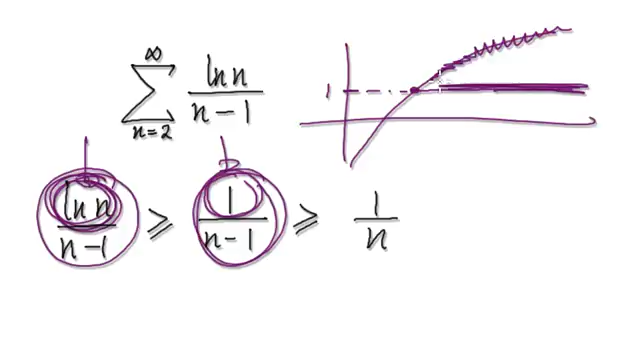 ∞
∑ ln n / (n − 1)
n=2
1
ln n / (n − 1) ≥ 1 / (n − 1) ≥ 1 / n